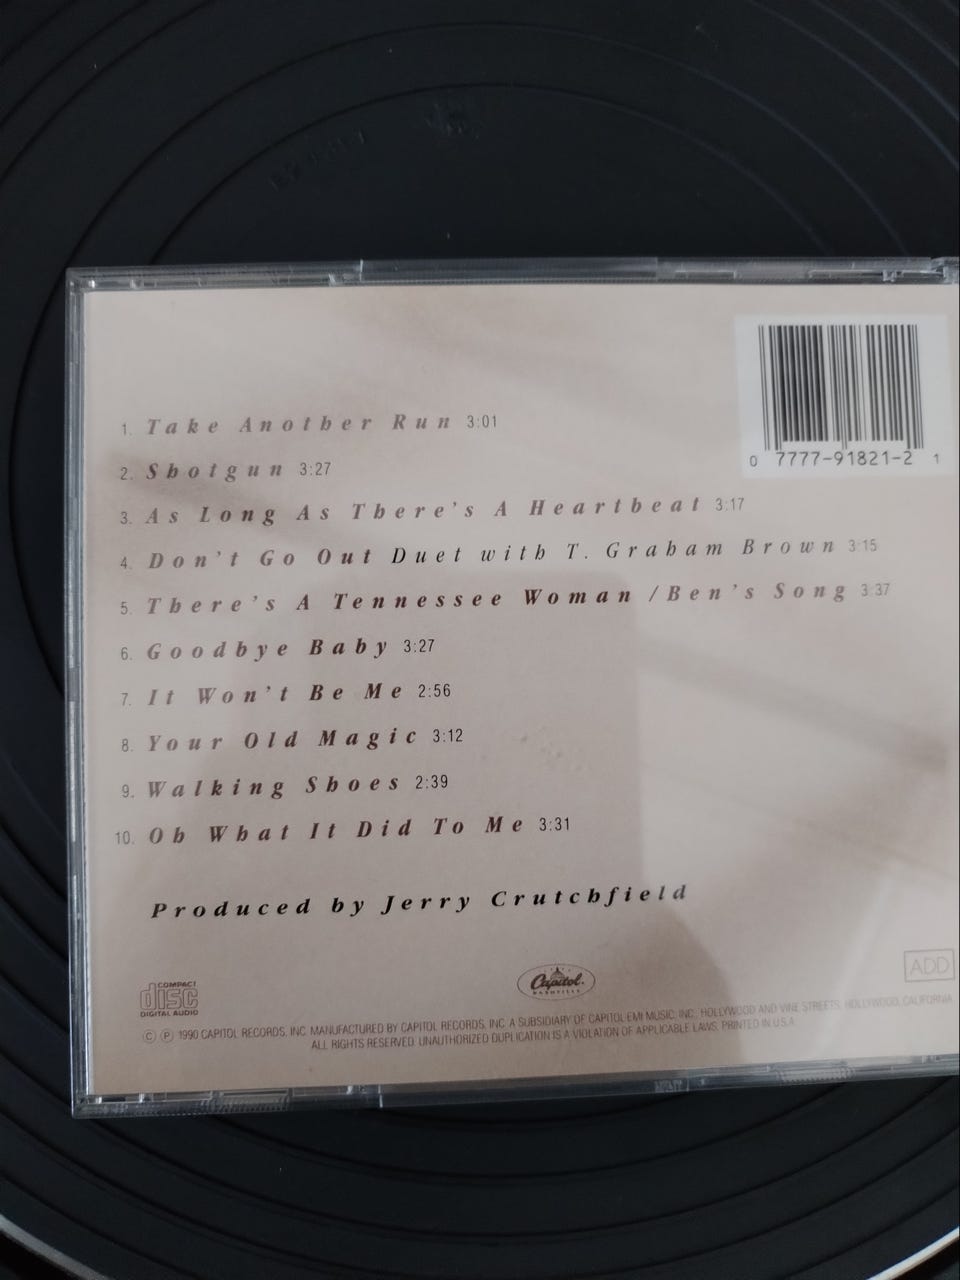 0 7777-91821-2 1
1. Take Another Run 3:01
2. Shotgun 3:27
3. As Long As There's A Heartbeat 3:17
4. Don't Go Out Duet with T. Graham Brown 3:15
5. There's A Tennessee Woman / Ben's Song 3:37
6. Goodbye Baby 3:27
7. It Won't Be Me 2:56
8. Your Old Magic 3:12
9. Walking Shoes 2:39
10. Oh What It Did To Me 3:31
Produced by Jerry Crutchfield
COMPACT
disc
DIGITAL AUDIO
Capitol.
NASHVILLE
ADD
© ℗ 1990 CAPITOL RECORDS, INC. MANUFACTURED BY CAPITOL RECORDS, INC. A SUBSIDIARY OF CAPITOL-EMI MUSIC, INC., HOLLYWOOD AND VINE STREETS, HOLLYWOOD, CALIFORNIA.
ALL RIGHTS RESERVED. UNAUTHORIZED DUPLICATION IS A VIOLATION OF APPLICABLE LAWS. PRINTED IN U.S.A.